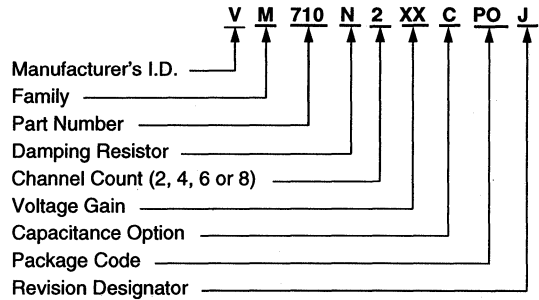 V M 710 N 2 XX C PO J
Manufacturer's I.D.
Family
Part Number
Damping Resistor
Channel Count (2, 4, 6 or 8)
Voltage Gain
Capacitance Option
Package Code
Revision Designator